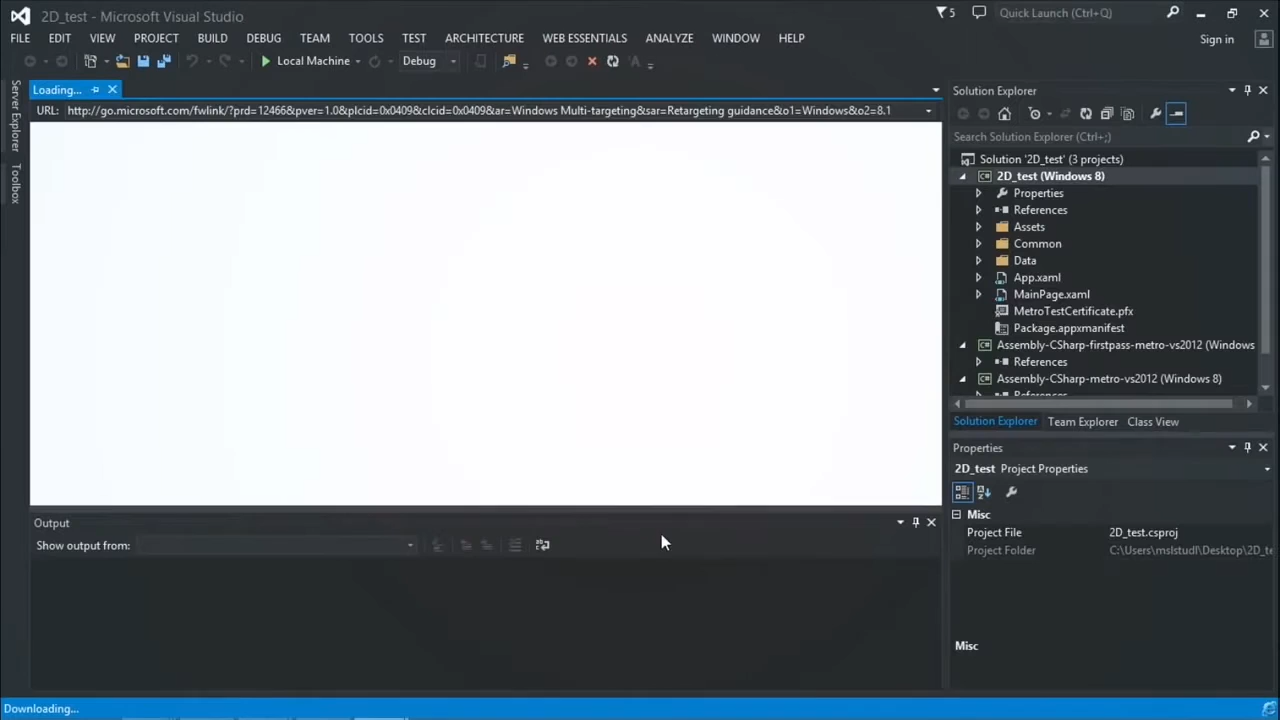 2D_test - Microsoft Visual Studio
5
Quick Launch (Ctrl+Q)
FILE EDIT VIEW PROJECT BUILD DEBUG TEAM TOOLS TEST ARCHITECTURE WEB ESSENTIALS ANALYZE WINDOW HELP
Sign in
Local Machine Debug
Server Explorer
Toolbox
Loading...
URL: http://go.microsoft.com/fwlink/?prd=12466&pver=1.0&plcid=0x0409&clcid=0x0409&ar=Windows Multi-targeting&sar=Retargeting guidance&o1=Windows&o2=8.1
Output
Show output from:
Solution Explorer
Search Solution Explorer (Ctrl+;)
Solution '2D_test' (3 projects)
2D_test (Windows 8)
Properties
References
Assets
Common
Data
App.xaml
MainPage.xaml
MetroTestCertificate.pfx
Package.appxmanifest
Assembly-CSharp-firstpass-metro-vs2012 (Windows
References
Assembly-CSharp-metro-vs2012 (Windows 8)
References
Solution Explorer Team Explorer Class View
Properties
2D_test Project Properties
Misc
Project File 2D_test.csproj
Project Folder C:\Users\mslstudI\Desktop\2D_te
Misc
Downloading...